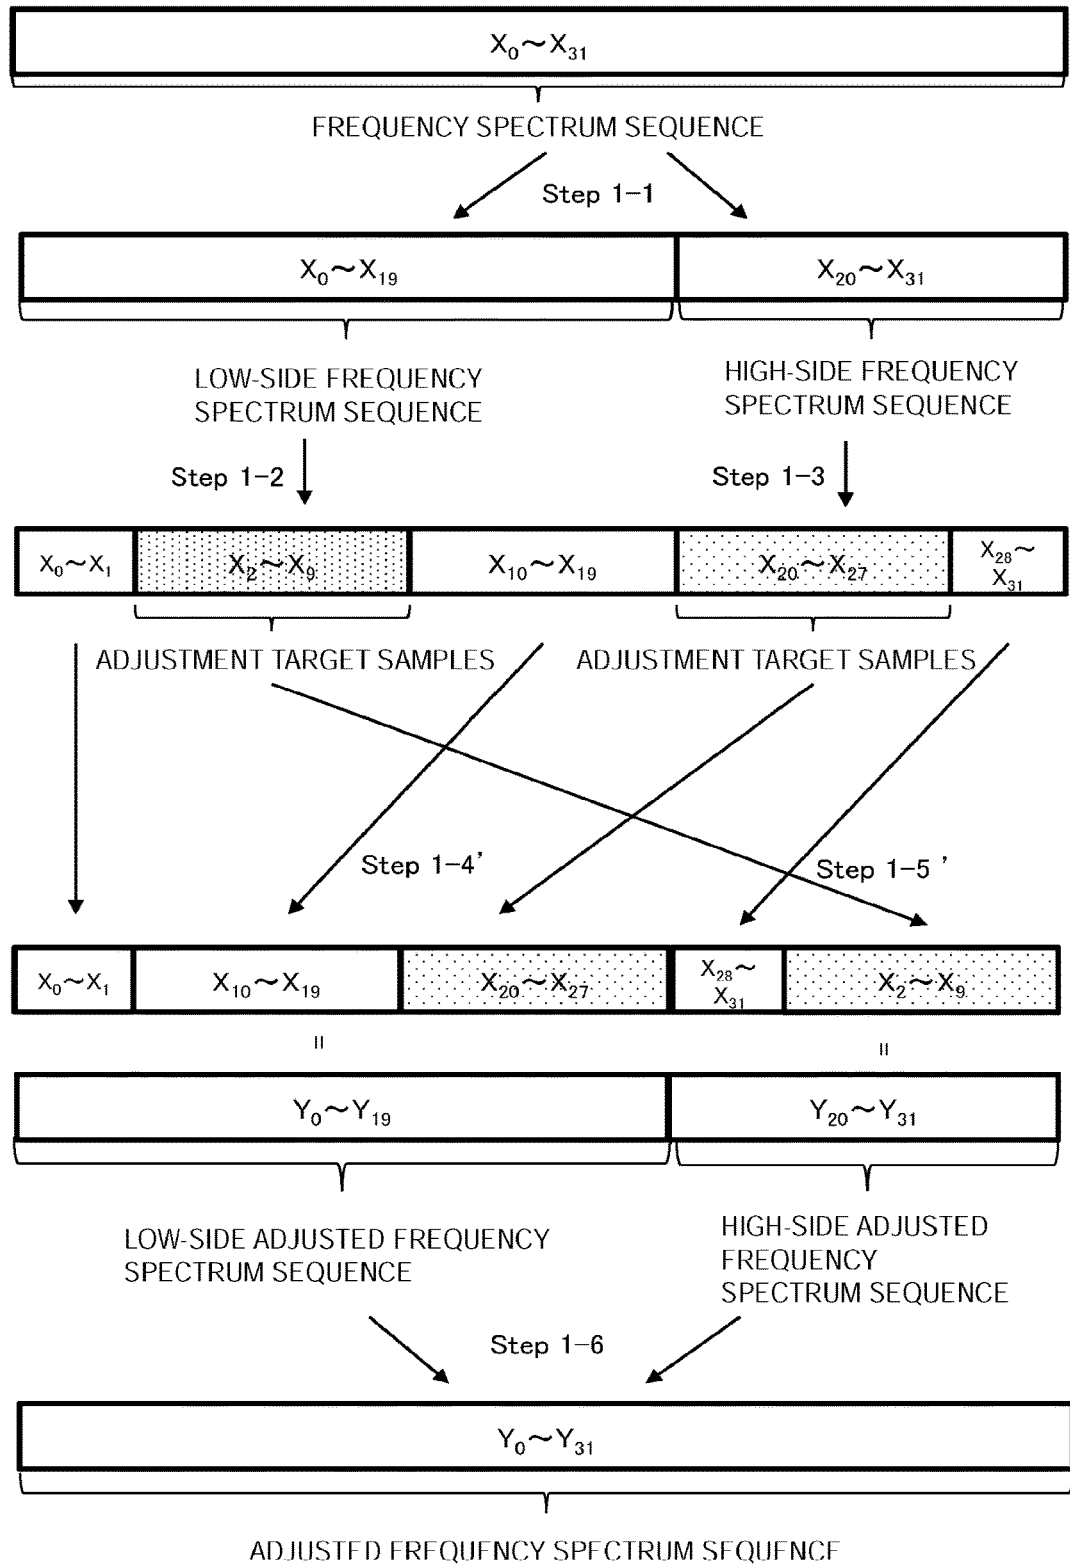 X₀~X₃₁
FREQUENCY SPECTRUM SEQUENCE
Step 1-1
X₀~X₁₉
X₂₀~X₃₁
LOW-SIDE FREQUENCY
SPECTRUM SEQUENCE
HIGH-SIDE FREQUENCY
SPECTRUM SEQUENCE
Step 1-2
Step 1-3
X₀~X₁
X₂~X₉
X₁₀~X₁₉
X₂₀~X₂₇
X₂₈~
X₃₁
ADJUSTMENT TARGET SAMPLES
ADJUSTMENT TARGET SAMPLES
Step 1-4'
Step 1-5 '
X₀~X₁
X₁₀~X₁₉
X₂₀~X₂₇
X₂₈~
X₃₁
X₂~X₉
=
=
Y₀~Y₁₉
Y₂₀~Y₃₁
LOW-SIDE ADJUSTED FREQUENCY
SPECTRUM SEQUENCE
HIGH-SIDE ADJUSTED
FREQUENCY
SPECTRUM SEQUENCE
Step 1-6
Y₀~Y₃₁
ADJUSTED FREQUENCY SPECTRUM SEQUENCE